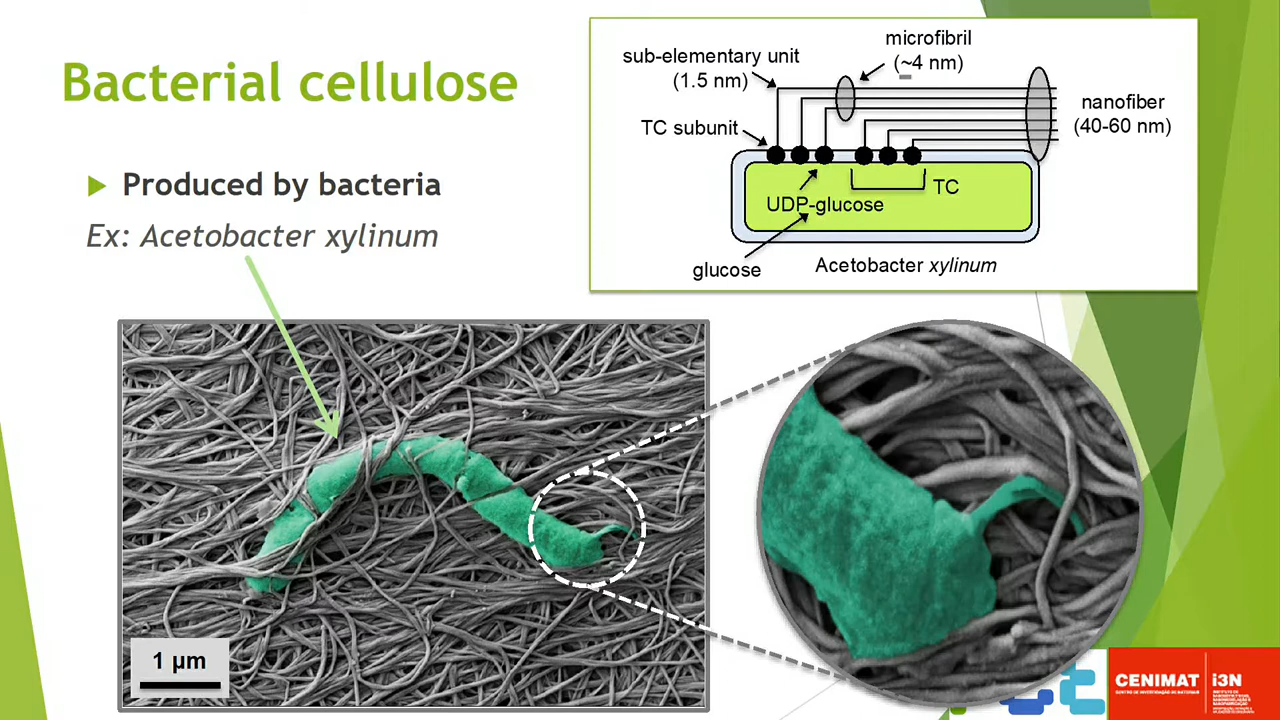 Bacterial cellulose
Produced by bacteria
Ex: Acetobacter xylinum
sub-elementary unit
(1.5 nm)
microfibril
(~4 nm)
nanofiber
(40-60 nm)
TC subunit
TC
UDP-glucose
glucose
Acetobacter xylinum
1 µm
CENIMAT
i3N